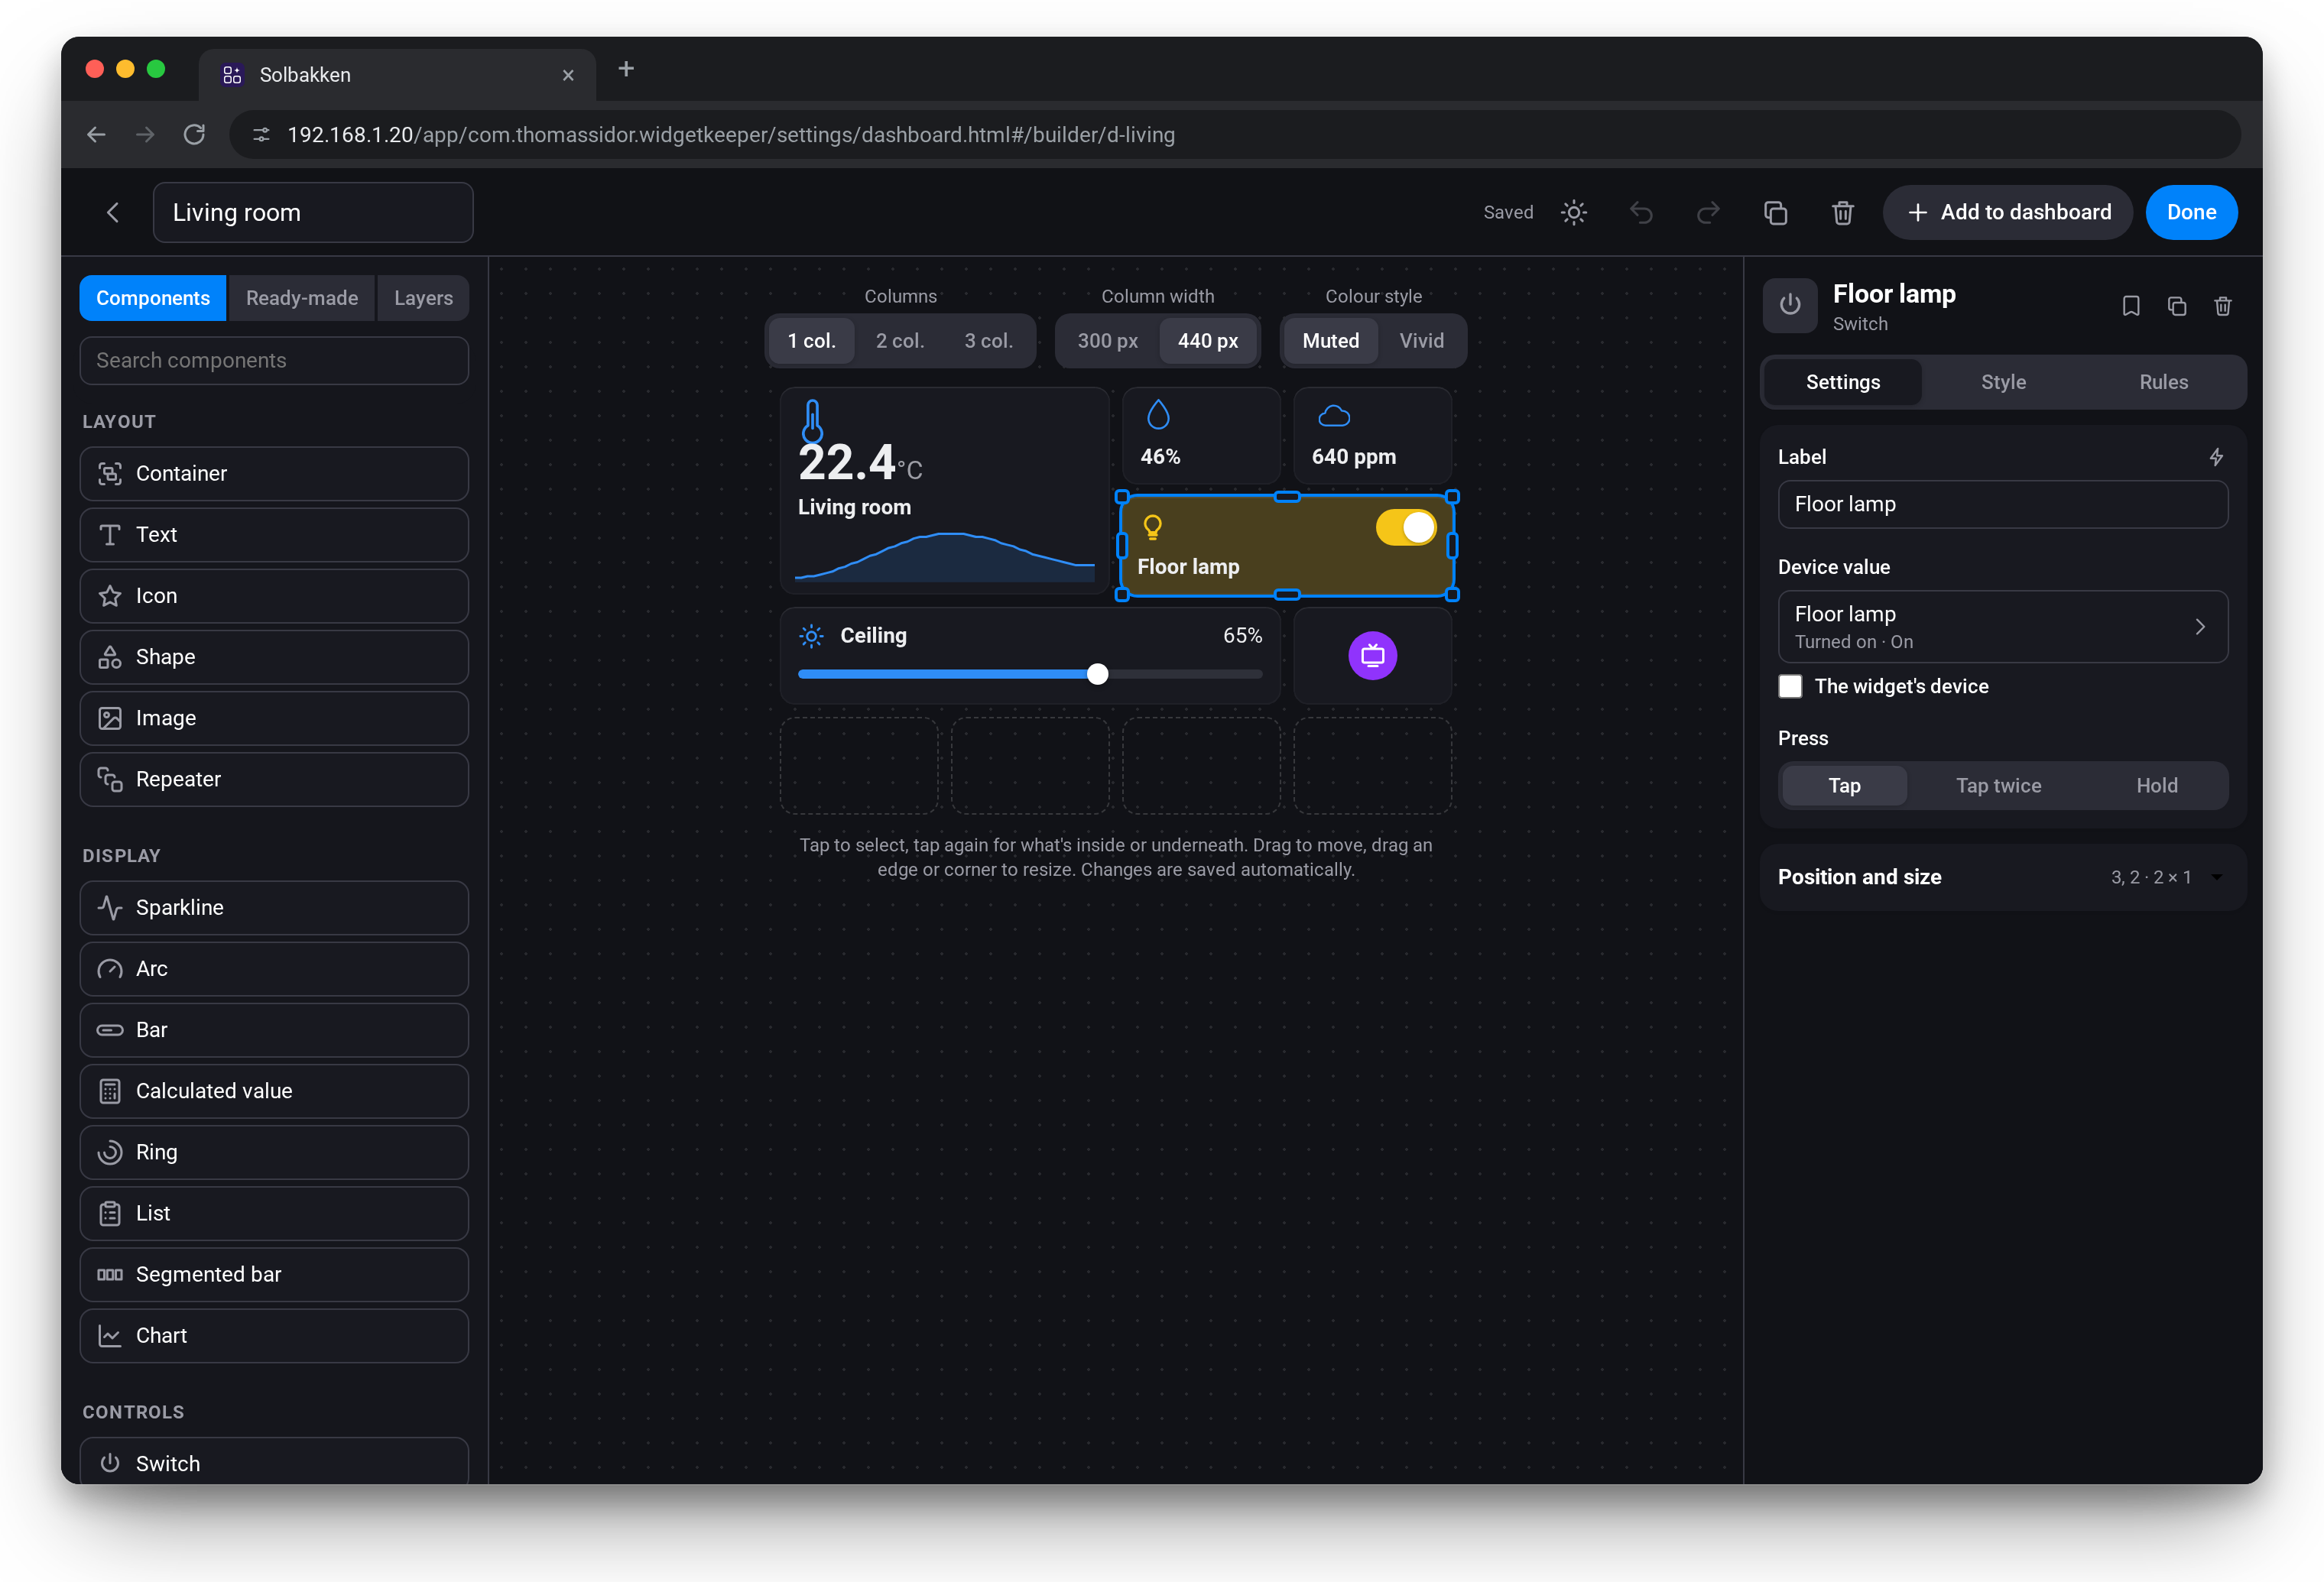 Solbakken
192.168.1.20/app/com.thomassidor.widgetkeeper/settings/dashboard.html#/builder/d-living
Living room
Saved
Add to dashboard
Done
Components
Ready-made
Layers
Search components
LAYOUT
Container
Text
Icon
Shape
Image
Repeater
DISPLAY
Sparkline
Arc
Bar
Calculated value
Ring
List
Segmented bar
Chart
CONTROLS
Switch
Columns
Column width
Colour style
1 col.
2 col.
3 col.
300 px
440 px
Muted
Vivid
22.4°C
Living room
46%
640 ppm
Floor lamp
Ceiling
65%
Tap to select, tap again for what's inside or underneath. Drag to move, drag an
edge or corner to resize. Changes are saved automatically.
Floor lamp
Switch
Settings
Style
Rules
Label
Floor lamp
Device value
Floor lamp
Turned on · On
The widget's device
Press
Tap
Tap twice
Hold
Position and size
3, 2 · 2 × 1